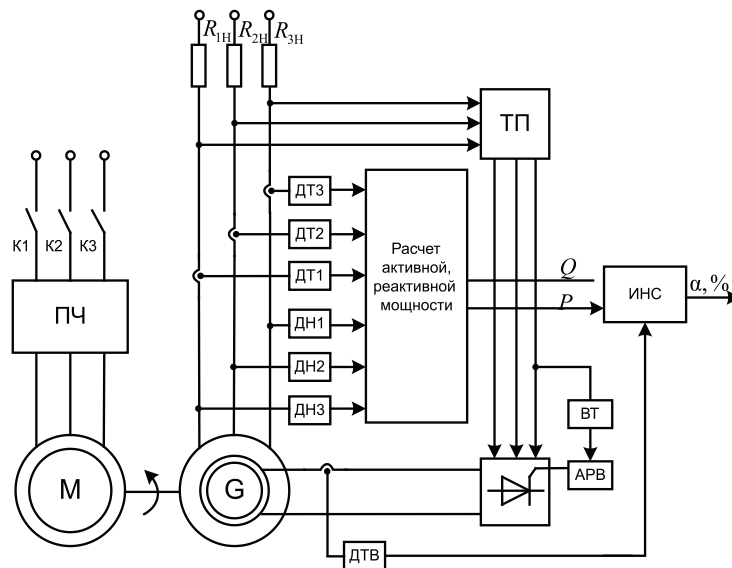 R1Н R2Н R3Н
ТП
К1 К2 К3
ДТ3
ДТ2
ДТ1
ДН1
ДН2
ДН3
Расчет
активной,
реактивной
мощности
Q
P
ИНС
α,%
ПЧ
ВТ
АРВ
М
G
ДТВ